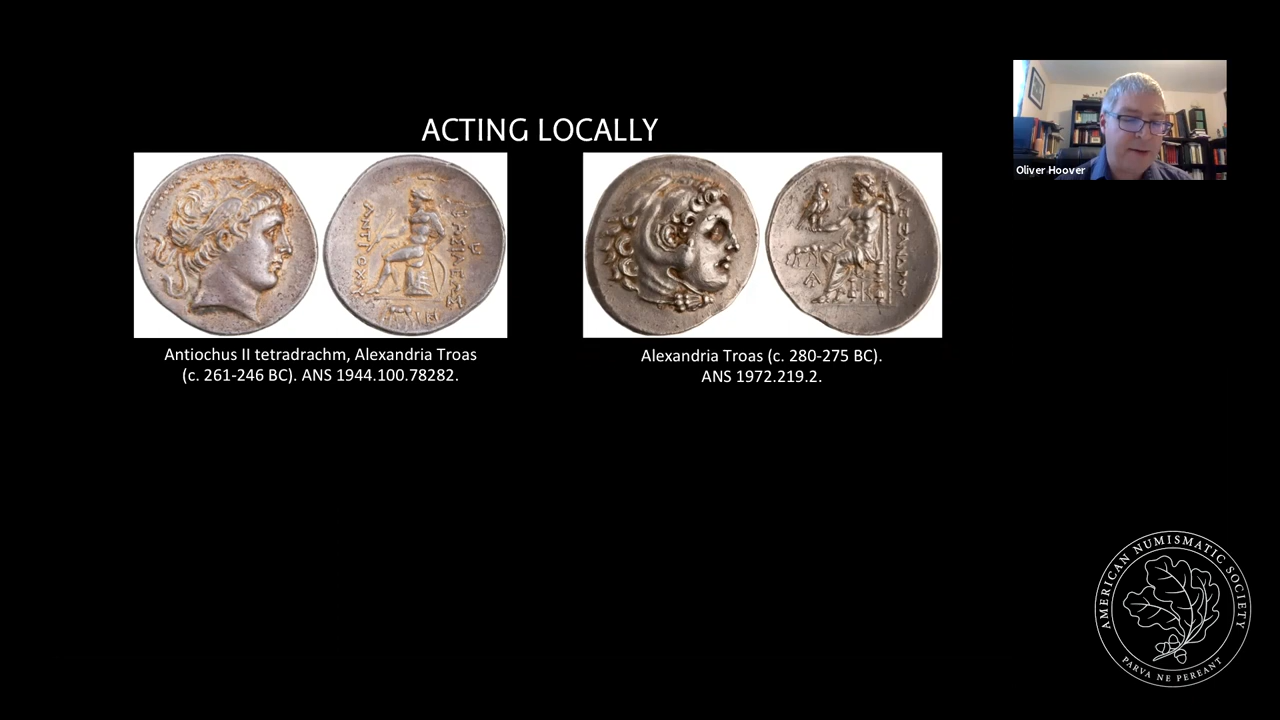 ACTING LOCALLY
Oliver Hoover
Antiochus II tetradrachm, Alexandria Troas
(c. 261-246 BC). ANS 1944.100.78282.
Alexandria Troas (c. 280-275 BC).
ANS 1972.219.2.
AMERICAN NUMISMATIC SOCIETY
PARVA NE PEREANT